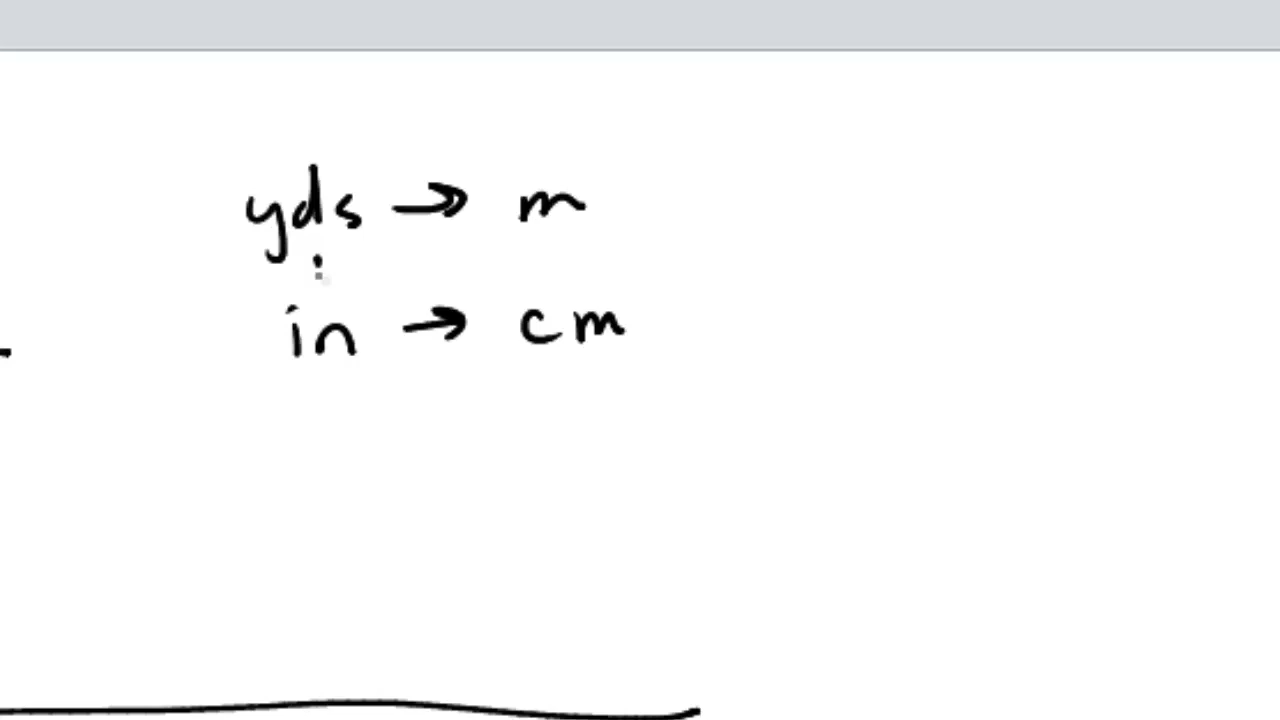 yds → m
in → cm